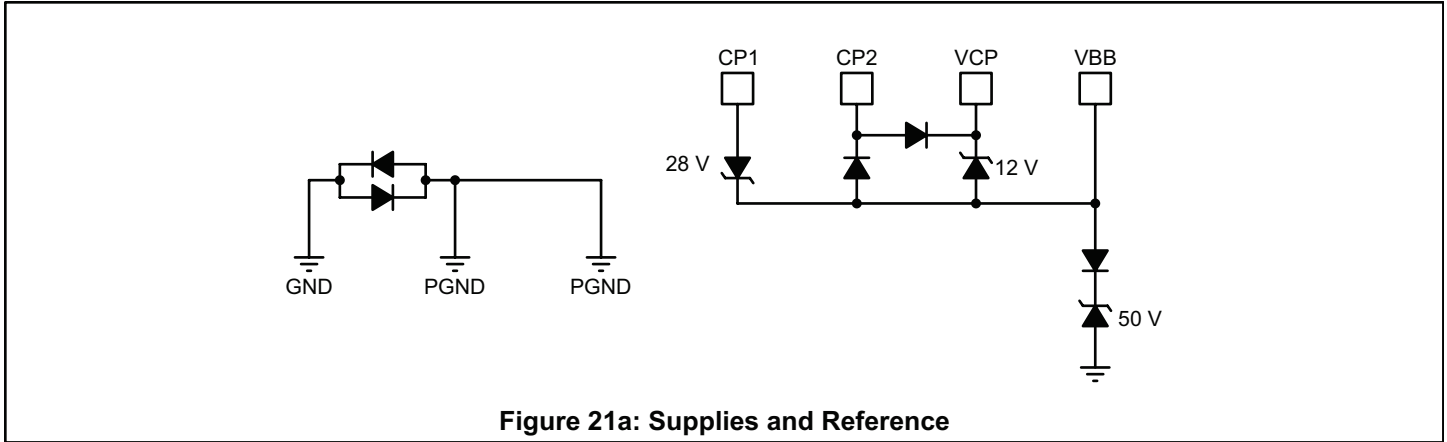 CP1 CP2 VCP VBB
28 V
12 V
GND PGND PGND
50 V
Figure 21a: Supplies and Reference